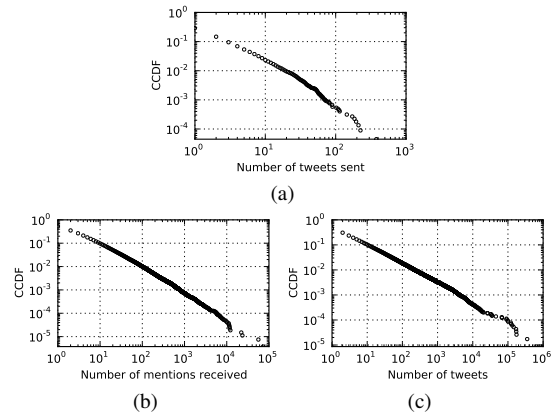 10^0
10^-1
10^-2
10^-3
10^-4
CCDF
10^0 10^1 10^2 10^3
Number of tweets sent
(a)
10^0
10^-1
10^-2
10^-3
10^-4
10^-5
CCDF
10^0 10^1 10^2 10^3 10^4 10^5
Number of mentions received
(b)
10^0
10^-1
10^-2
10^-3
10^-4
10^-5
CCDF
10^0 10^1 10^2 10^3 10^4 10^5 10^6
Number of tweets
(c)